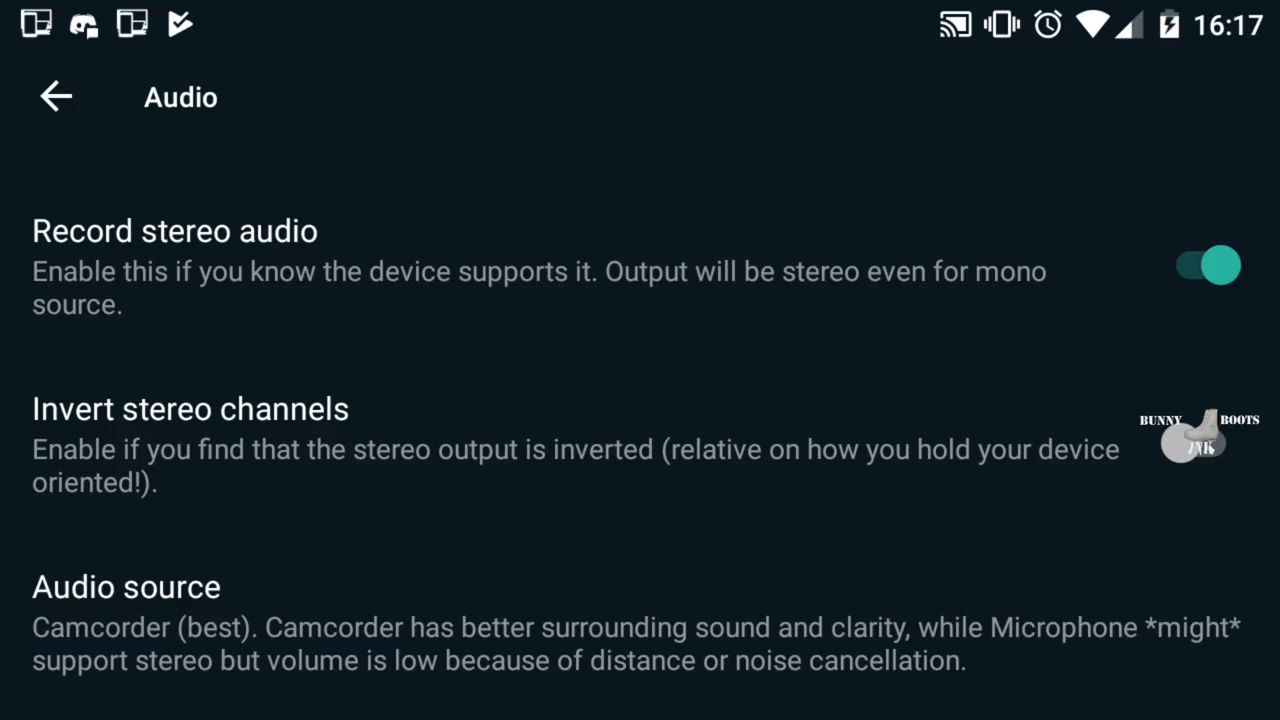 16:17
Audio
Record stereo audio
Enable this if you know the device supports it. Output will be stereo even for mono
source.
Invert stereo channels
BUNNY BOOTS
INK
Enable if you find that the stereo output is inverted (relative on how you hold your device
oriented!).
Audio source
Camcorder (best). Camcorder has better surrounding sound and clarity, while Microphone *might*
support stereo but volume is low because of distance or noise cancellation.